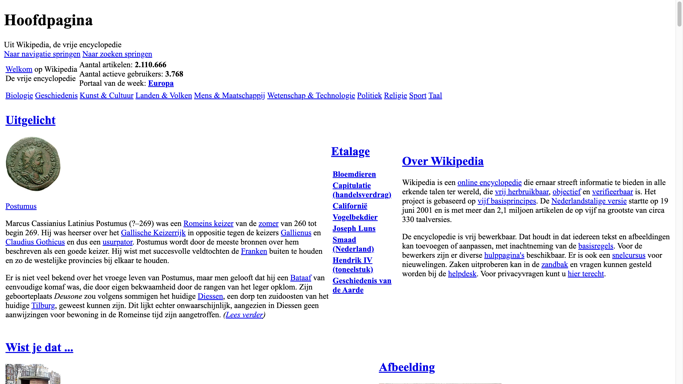 Hoofdpagina
Uit Wikipedia, de vrije encyclopedie
Naar navigatie springen Naar zoeken springen
Welkom op Wikipedia
De vrije encyclopedie
Aantal artikelen: 2.110.666
Aantal actieve gebruikers: 3.768
Portaal van de week: Europa
Biologie Geschiedenis Kunst & Cultuur Landen & Volken Mens & Maatschappij Wetenschap & Technologie Politiek Religie Sport Taal
Uitgelicht
Postumus
Marcus Cassianius Latinius Postumus (?–269) was een Romeins keizer van de zomer van 260 tot
begin 269. Hij was heerser over het Gallische Keizerrijk in oppositie tegen de keizers Gallienus en
Claudius Gothicus en dus een usurpator. Postumus wordt door de meeste bronnen over hem
beschreven als een goede keizer. Hij wist met succesvolle veldtochten de Franken buiten te houden
en zo de westelijke provincies bij elkaar te houden.
Er is niet veel bekend over het vroege leven van Postumus, maar men gelooft dat hij een Bataaf van
eenvoudige komaf was, die door eigen bekwaamheid door de rangen van het leger opklom. Zijn
geboorteplaats Deusone zou volgens sommigen het huidige Diessen, een dorp ten zuidoosten van het
huidige Tilburg, geweest kunnen zijn. Dit lijkt echter onwaarschijnlijk, aangezien in Diessen geen
aanwijzingen voor bewoning in de Romeinse tijd zijn aangetroffen. (Lees verder)
Etalage
Bloemdieren
Capitulatie
(handelsverdrag)
Californië
Vogelbekdier
Joseph Luns
Smaad
(Nederland)
Hendrik IV
(toneelstuk)
Geschiedenis van
de Aarde
Over Wikipedia
Wikipedia is een online encyclopedie die ernaar streeft informatie te bieden in alle
erkende talen ter wereld, die vrij herbruikbaar, objectief en verifieerbaar is. Het
project is gebaseerd op vijf basisprincipes. De Nederlandstalige versie startte op 19
juni 2001 en is met meer dan 2,1 miljoen artikelen de op vijf na grootste van circa
330 taalversies.
De encyclopedie is vrij bewerkbaar. Dat houdt in dat iedereen tekst en afbeeldingen
kan toevoegen of aanpassen, met inachtneming van de basisregels. Voor de
bewerkers zijn er diverse hulppagina's beschikbaar. Er is ook een snelcursus voor
nieuwelingen. Zaken uitproberen kan in de zandbak en vragen kunnen gesteld
worden bij de helpdesk. Voor privacyvragen kunt u hier terecht.
Wist je dat ...
Afbeelding